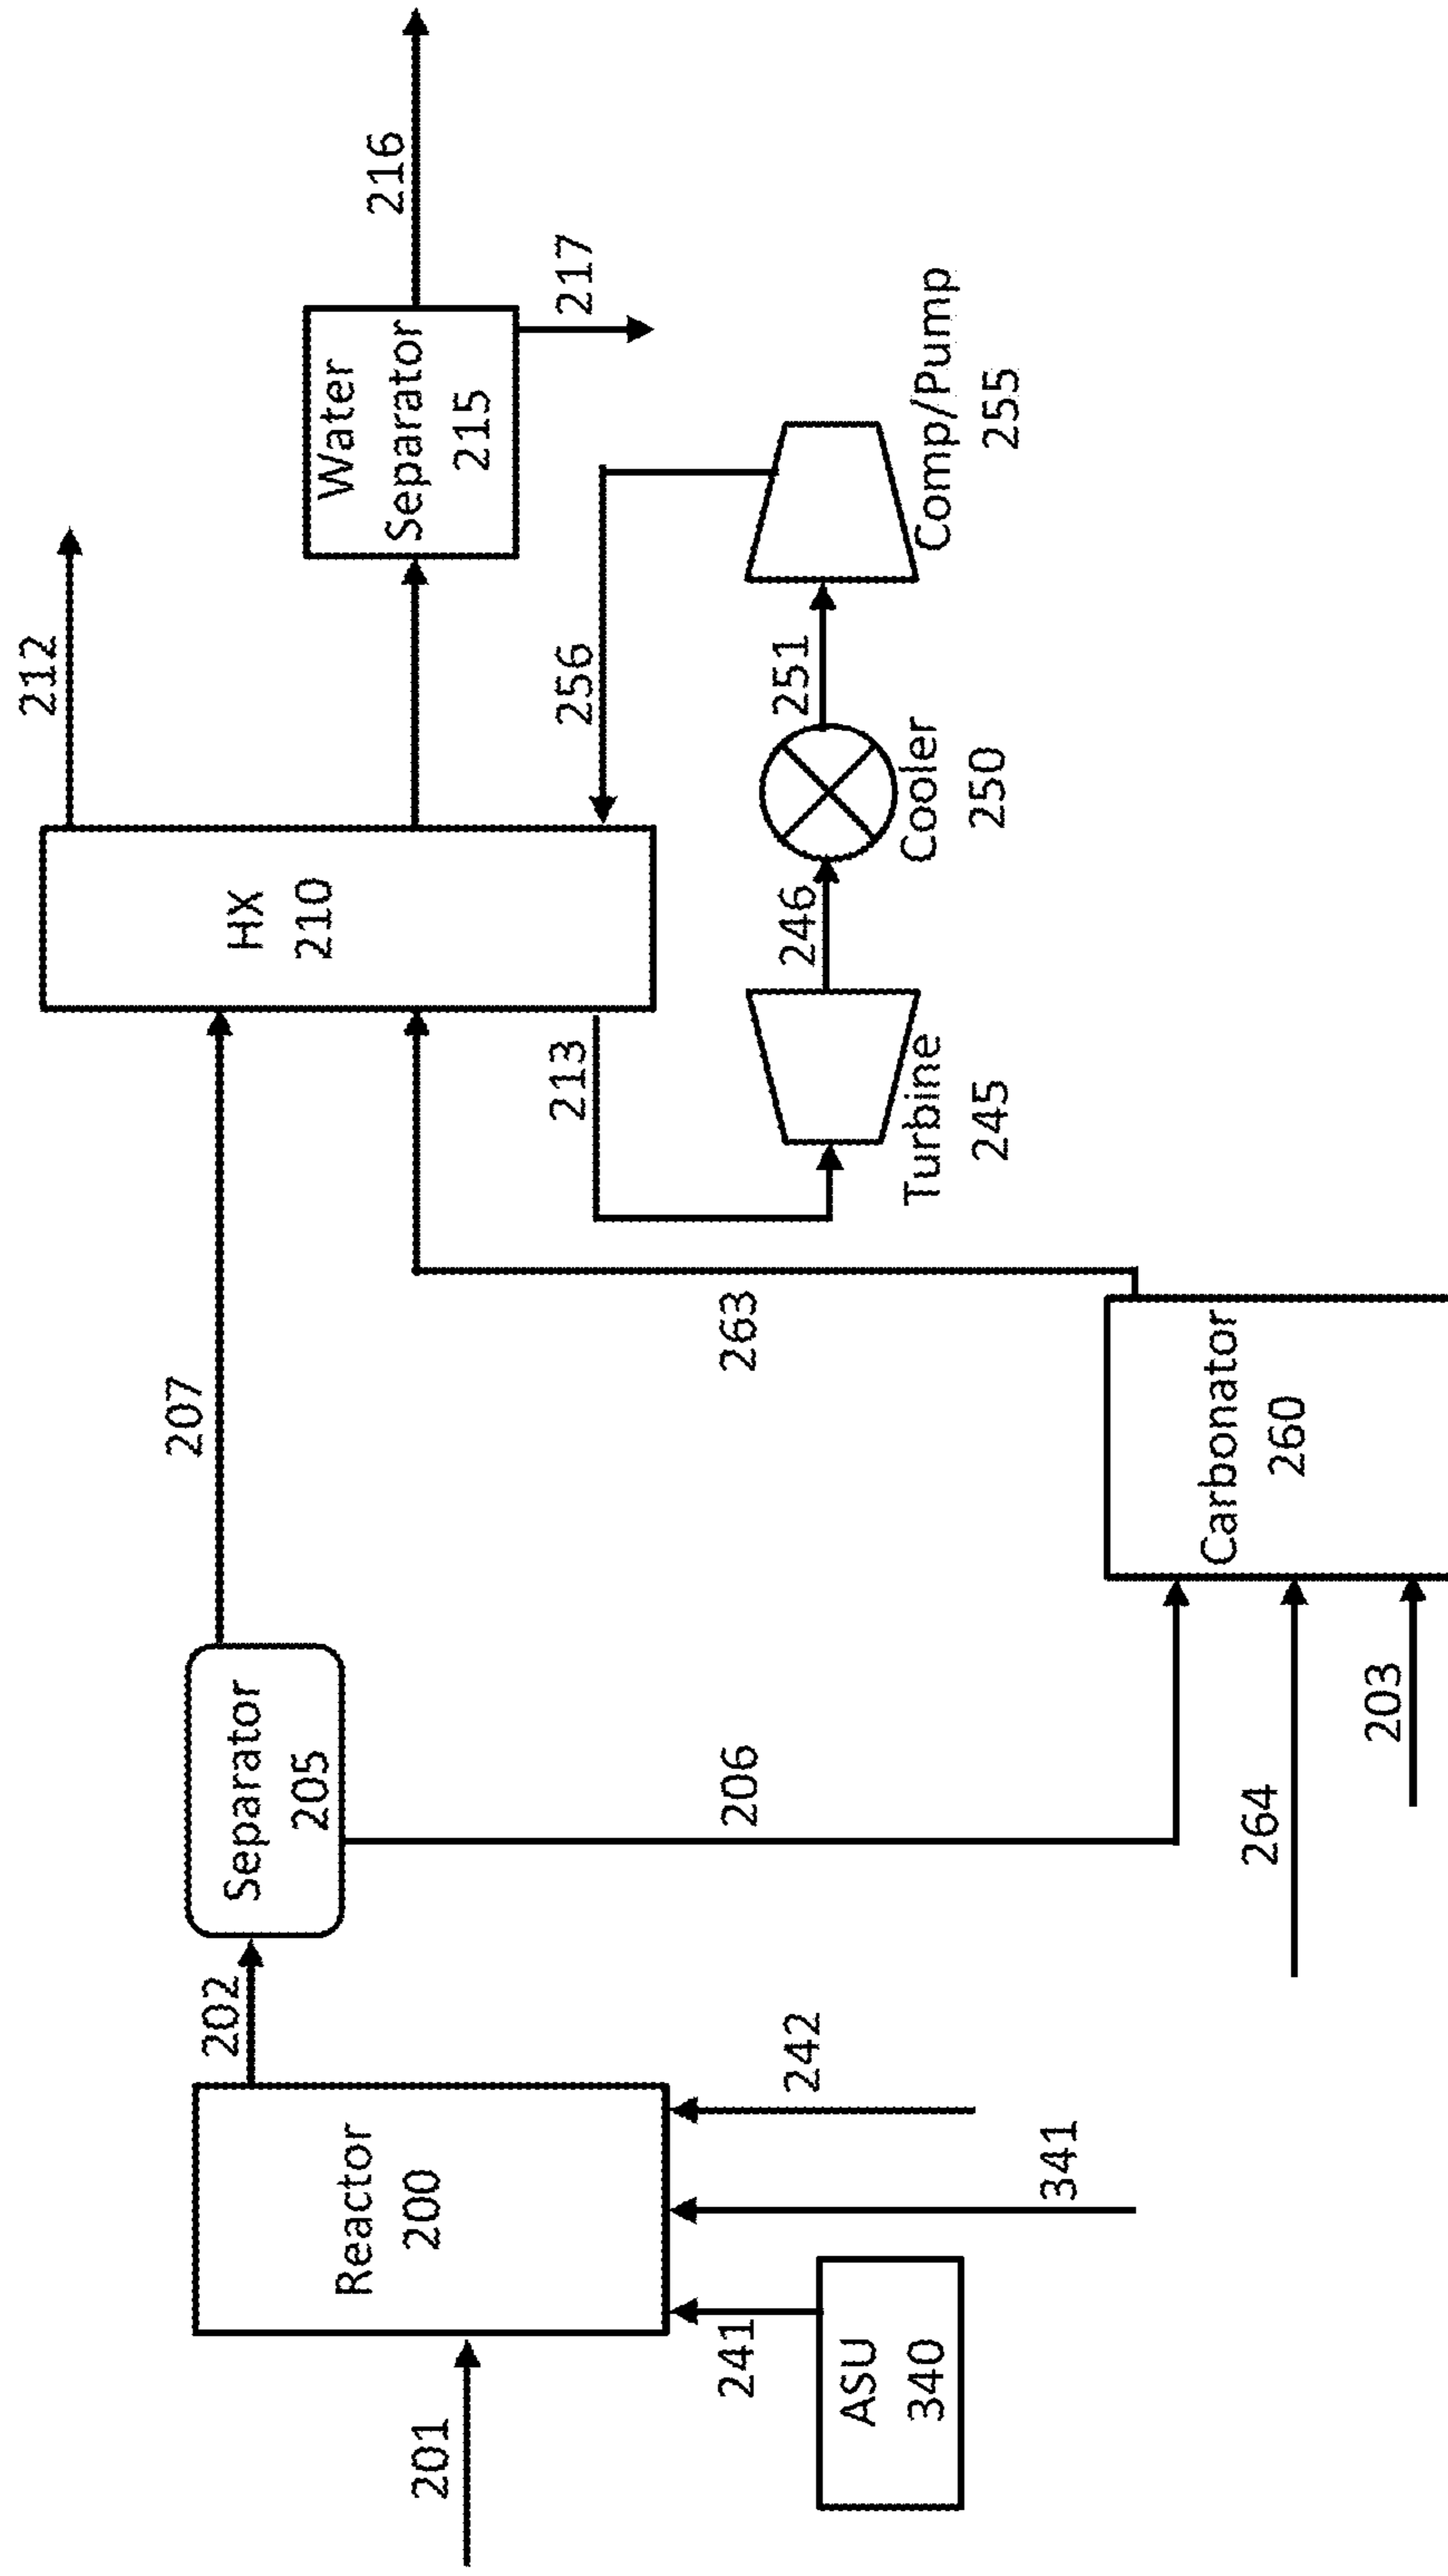 212
216
207
HX
210
Water
Separator
215
217
202
Separator
205
Reactor
200
201
213
256
206
263
246
251
242
241
Turbine
245
Cooler
250
Comp/Pump
255
ASU
340
341
Carbonator
260
264
203